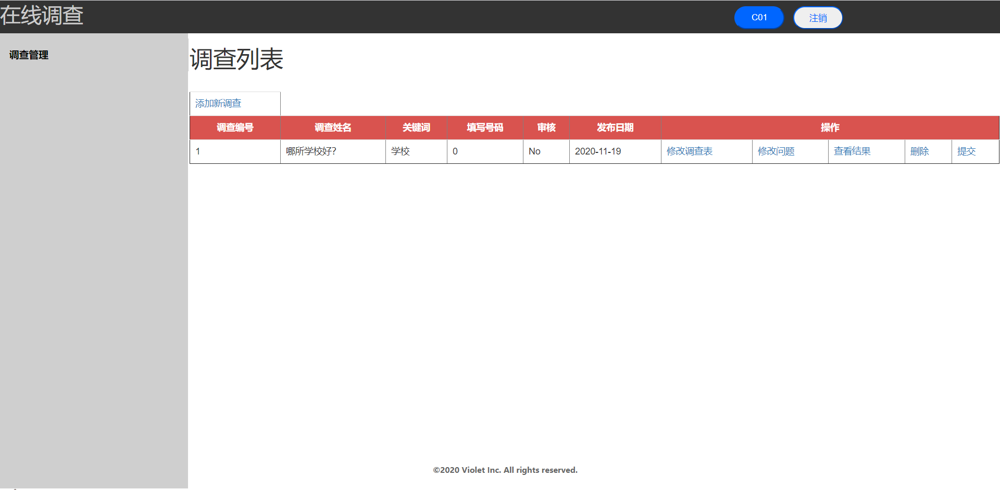 在线调查
C01 注销
调查管理
调查列表
添加新调查
调查编号 调查姓名 关键词 填写号码 审核 发布日期 操作
1 哪所学校好? 学校 0 No 2020-11-19 修改调查表 修改问题 查看结果 删除 提交
©2020 Violet Inc. All rights reserved.